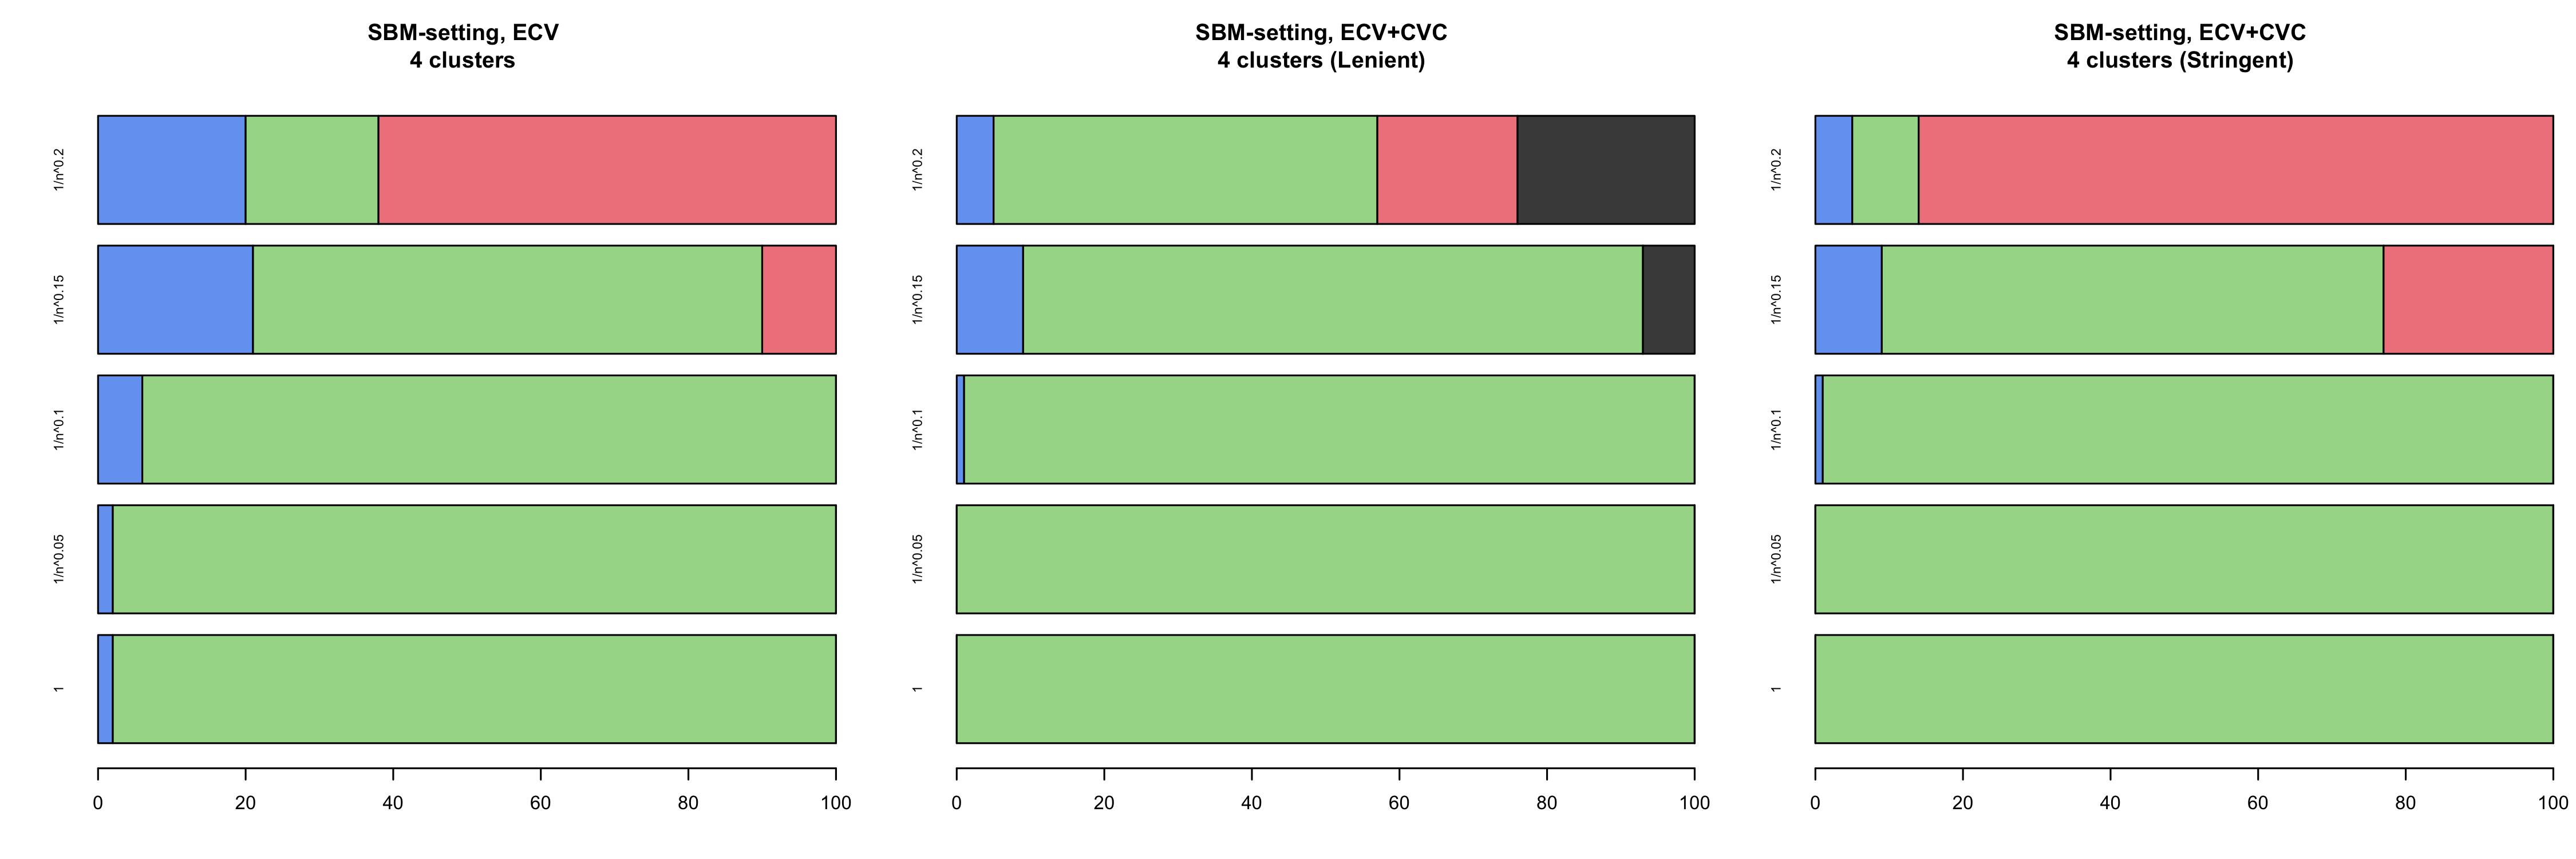 SBM-setting, ECV
4 clusters
1/n^0.2
1/n^0.15
1/n^0.1
1/n^0.05
1
0 20 40 60 80 100
SBM-setting, ECV+CVC
4 clusters (Lenient)
1/n^0.2
1/n^0.15
1/n^0.1
1/n^0.05
1
0 20 40 60 80 100
SBM-setting, ECV+CVC
4 clusters (Stringent)
1/n^0.2
1/n^0.15
1/n^0.1
1/n^0.05
1
0 20 40 60 80 100